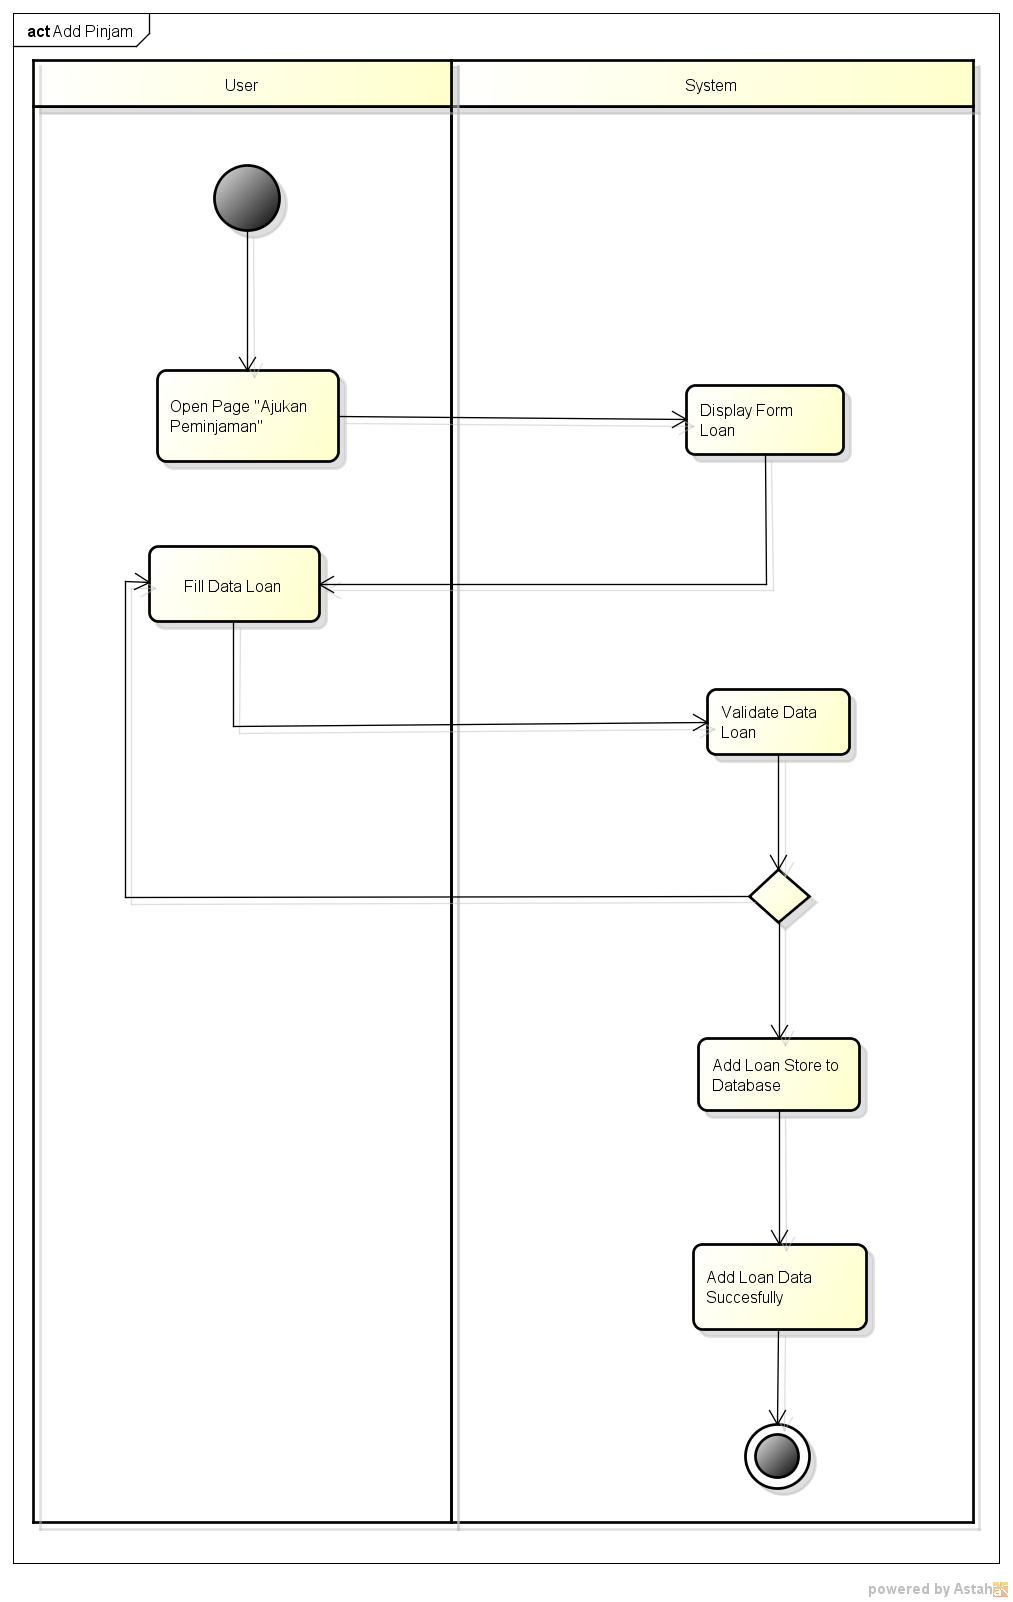 act Add Pinjam
User
System
Open Page "Ajukan
Peminjaman"
Display Form
Loan
Fill Data Loan
Validate Data
Loan
Add Loan Store to
Database
Add Loan Data
Succesfully
powered by Astah